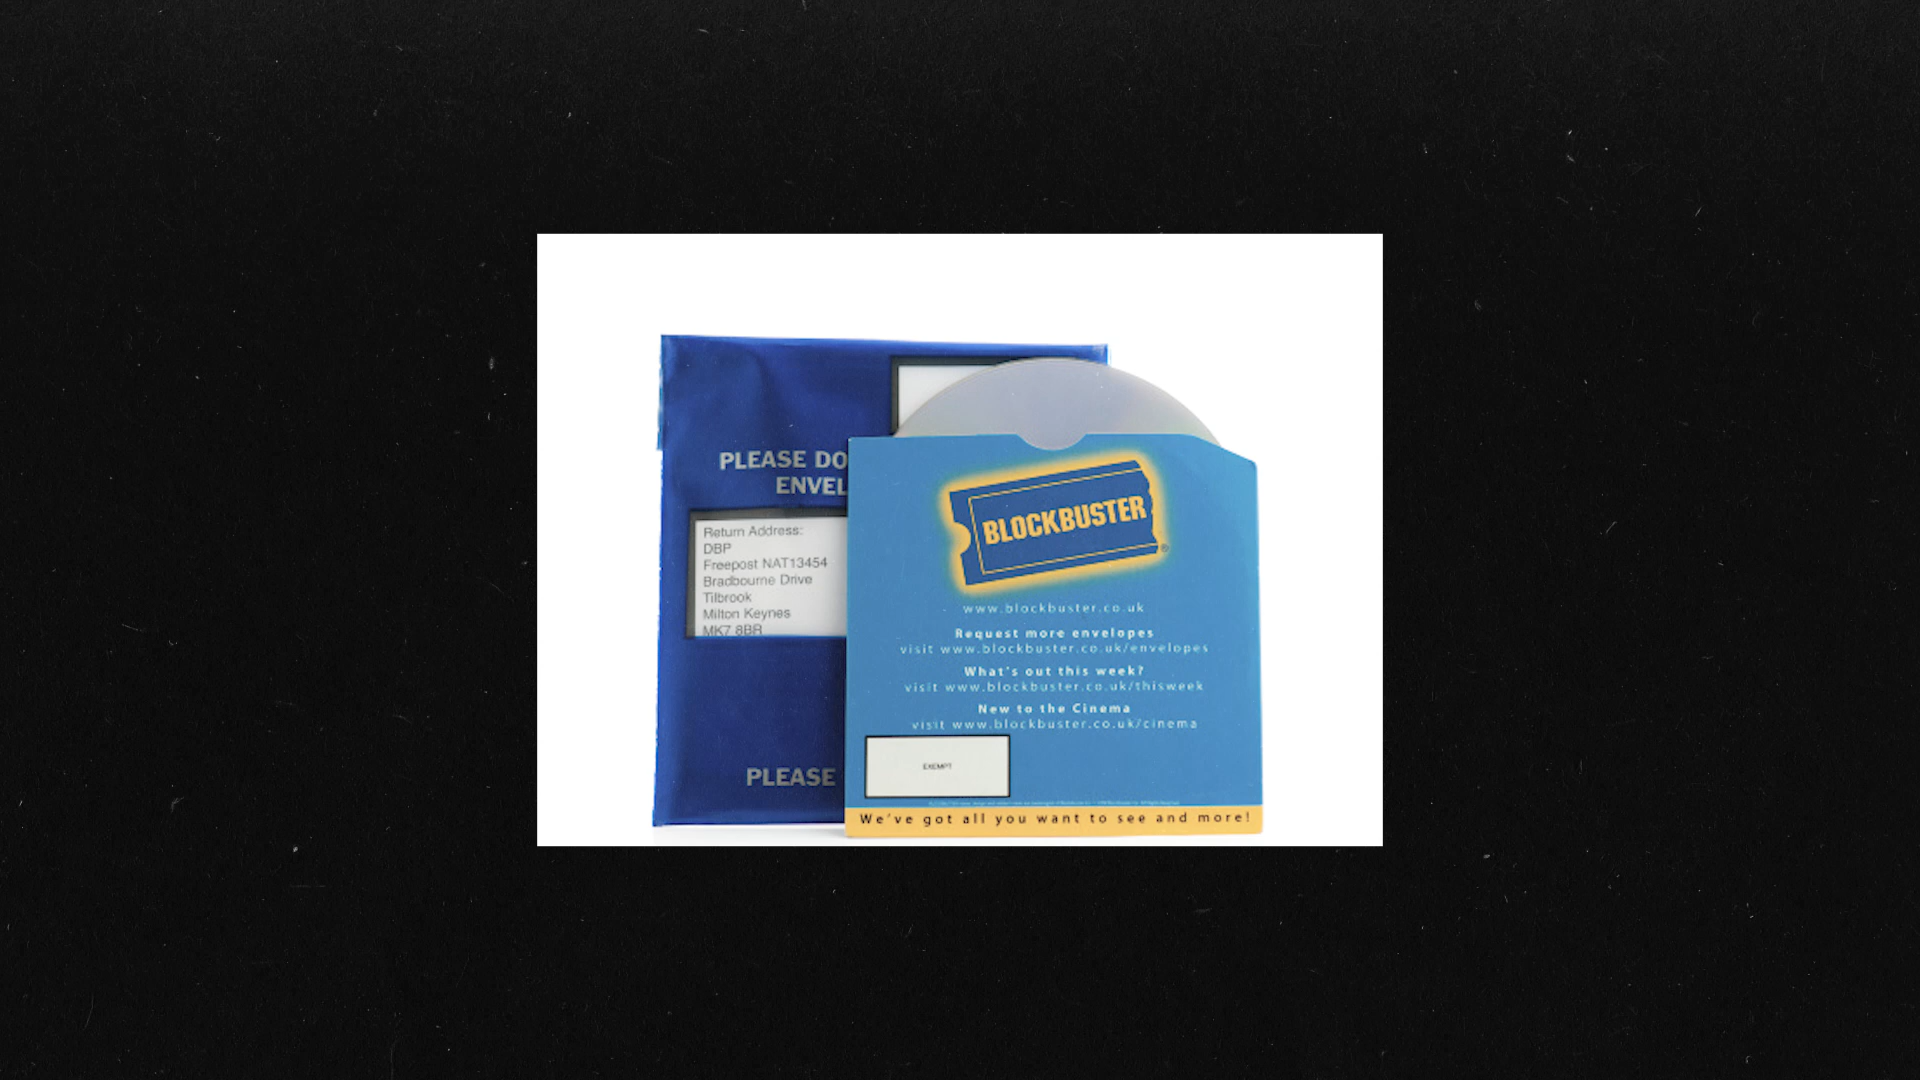 PLEASE DO
ENVEL
Return Address:
DBP
Freepost NAT13454
Bradbourne Drive
Tilbrook
Milton Keynes
MK7 8BR
PLEASE
BLOCKBUSTER
www.blockbuster.co.uk
Request more envelopes
visit www.blockbuster.co.uk/envelopes
What's out this week?
visit www.blockbuster.co.uk/thisweek
New to the Cinema
visit www.blockbuster.co.uk/cinema
EXEMPT
We've got all you want to see and more!